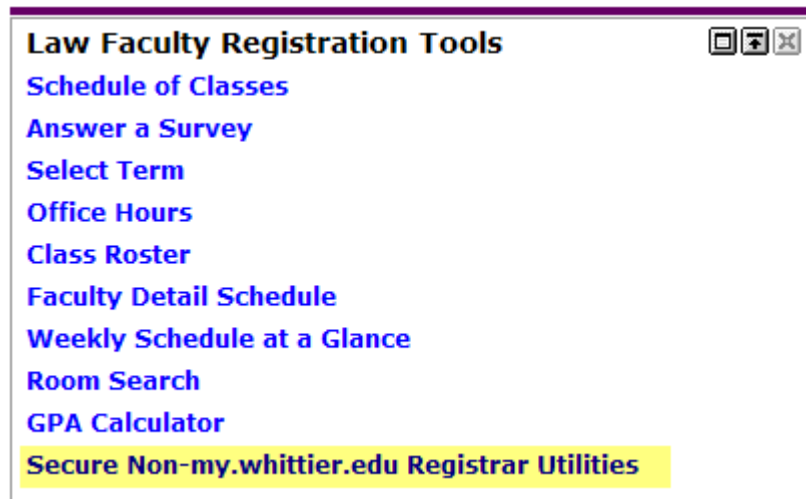 Law Faculty Registration Tools
Schedule of Classes
Answer a Survey
Select Term
Office Hours
Class Roster
Faculty Detail Schedule
Weekly Schedule at a Glance
Room Search
GPA Calculator
Secure Non-my.whittier.edu Registrar Utilities